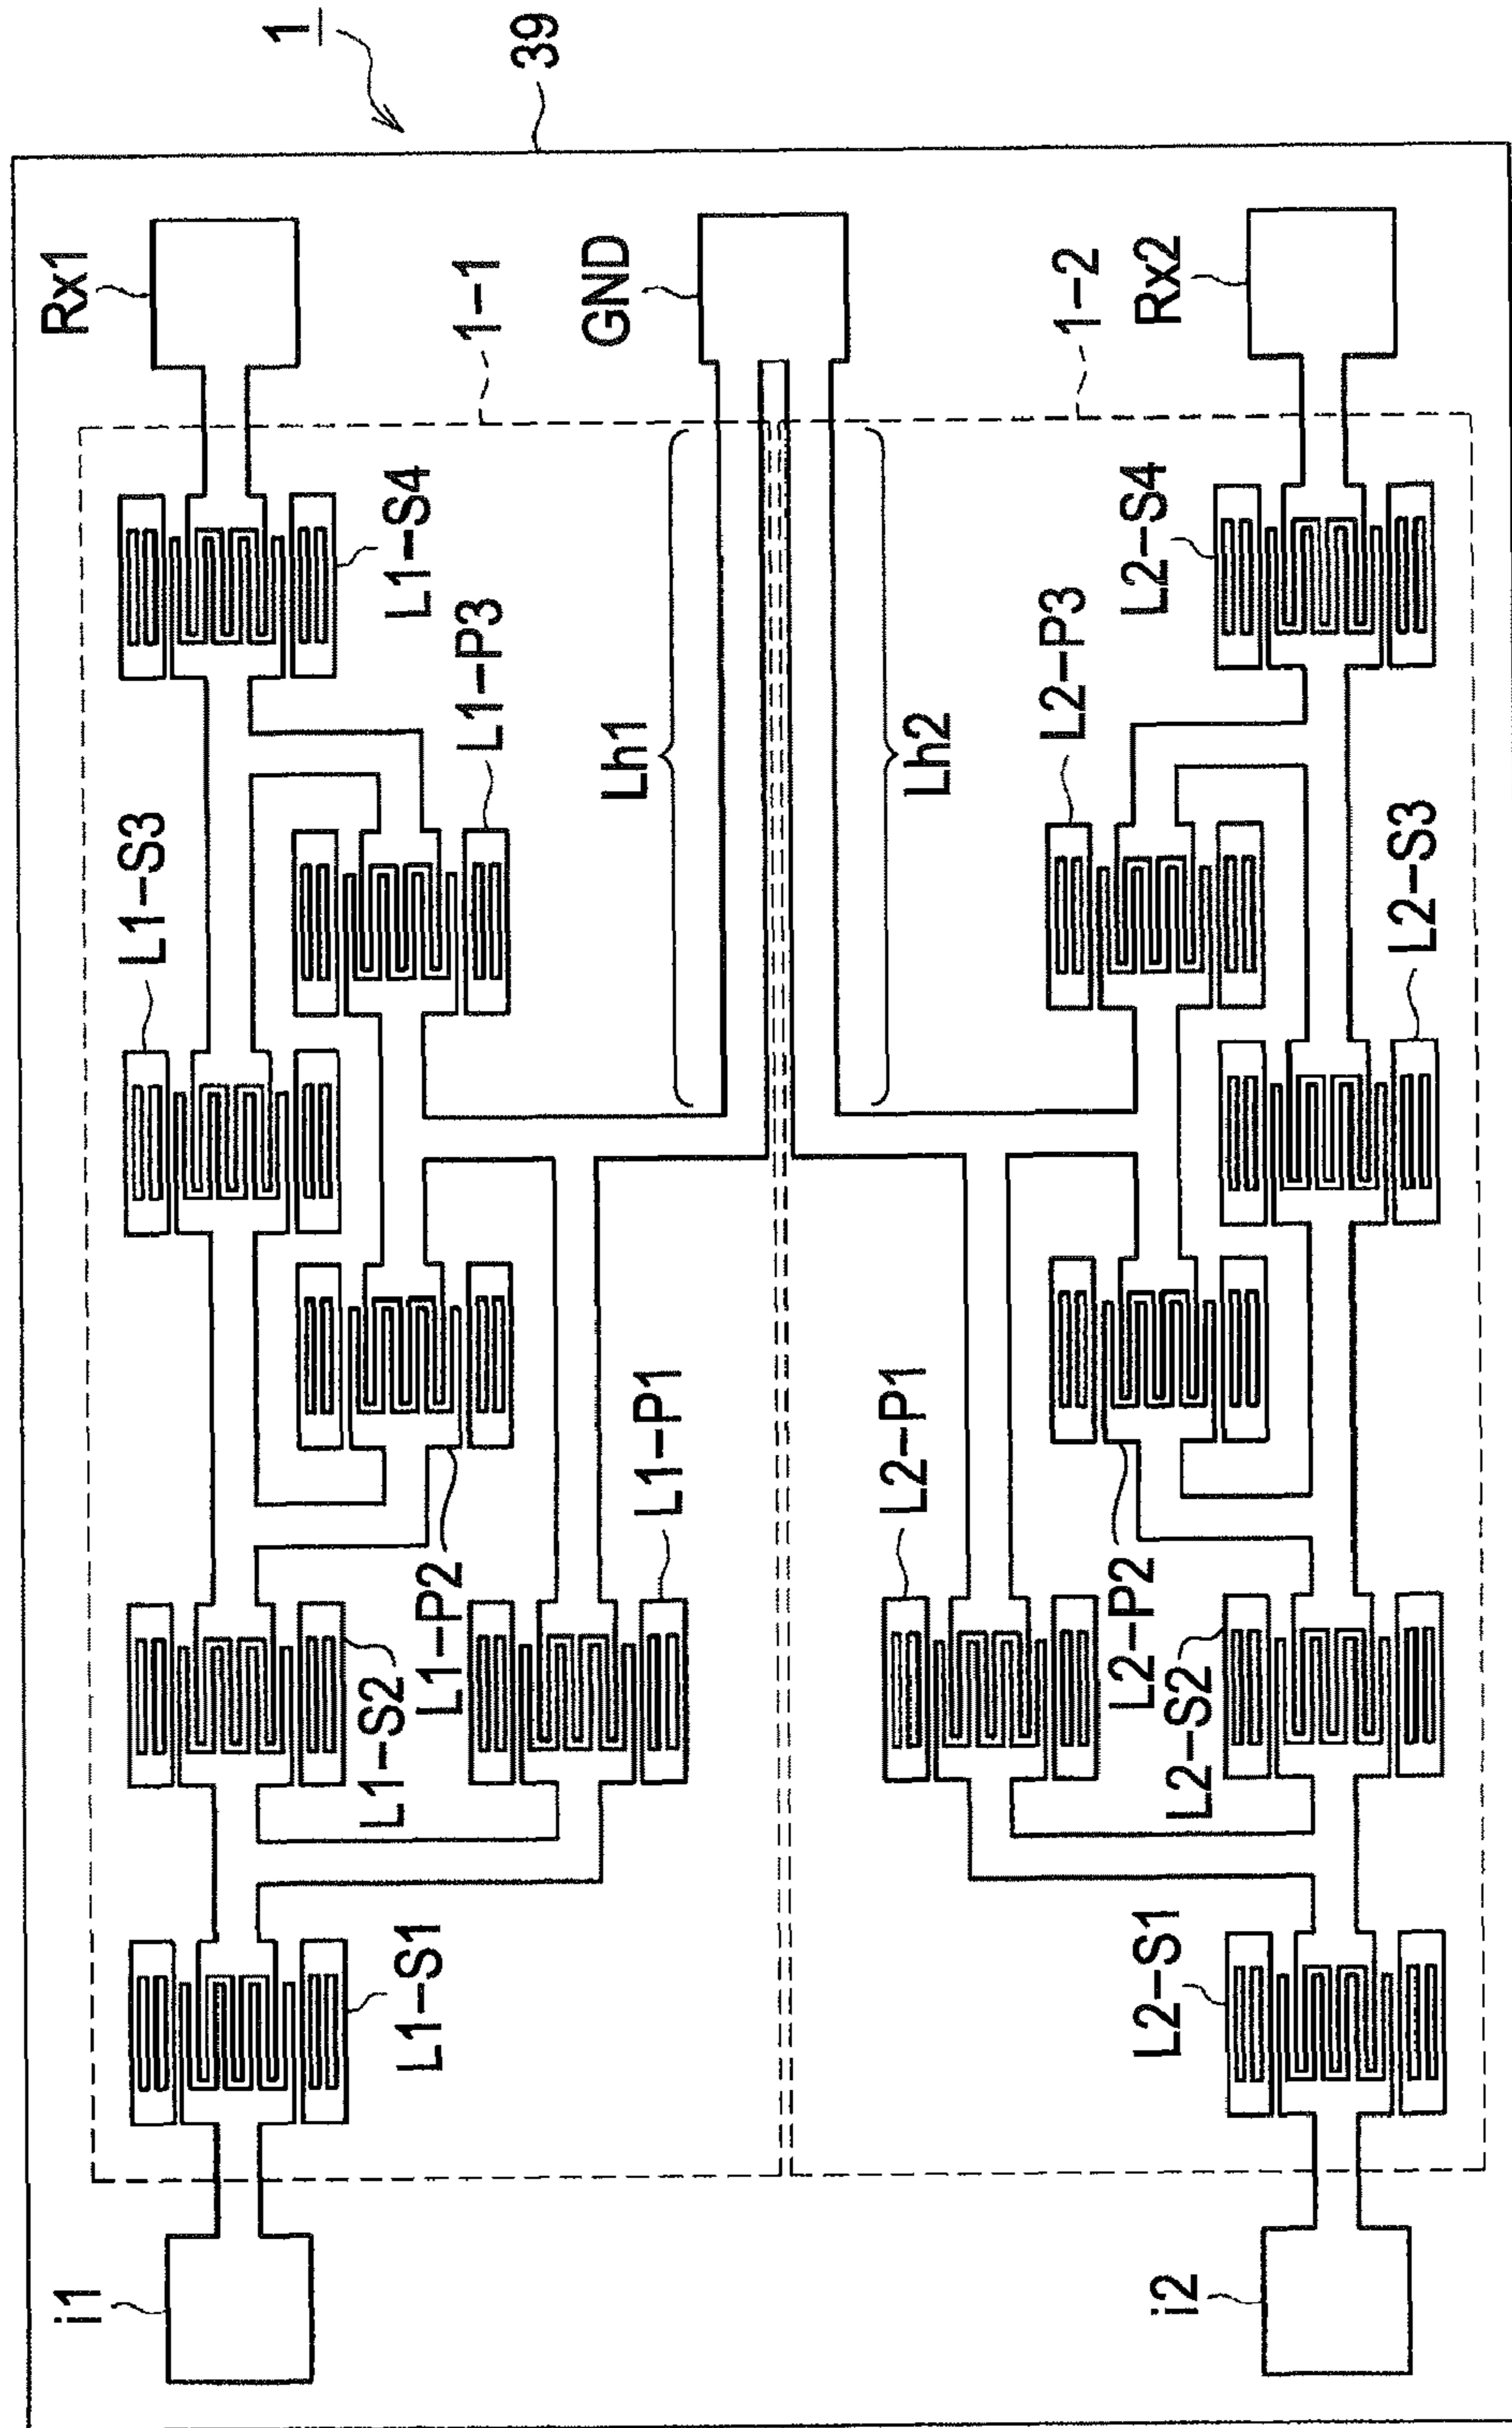 1
39
Rx1
GND
Rx2
1-1
1-2
L1-S4
L2-S4
L1-P3
Lh1
Lh2
L2-P3
L1-S3
L2-S3
L1-P1
L2-P1
L1-P2
L2-P2
L1-S2
L2-S2
L1-S1
L2-S1
i1
i2